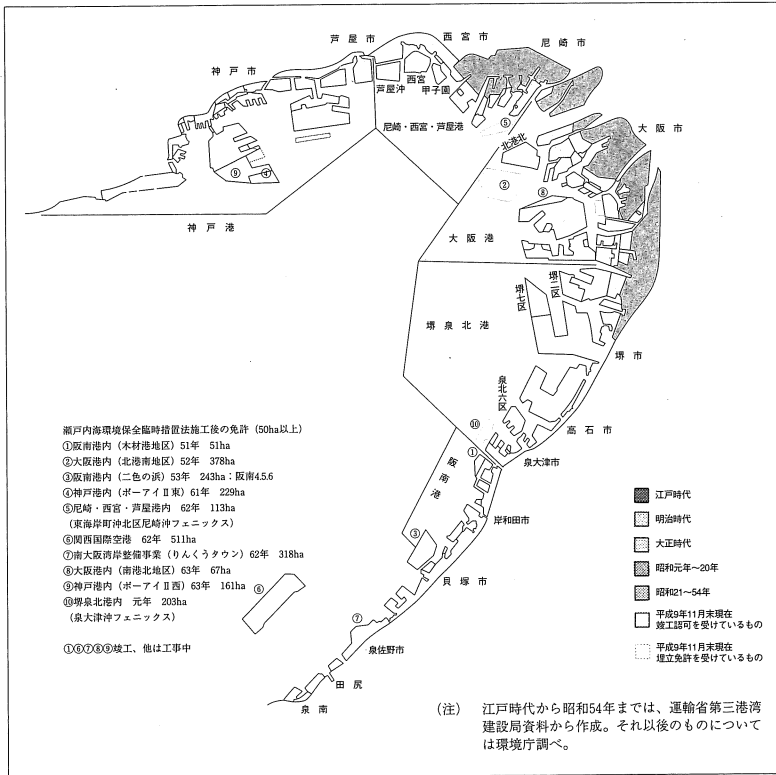 芦屋市
西宮市
尼崎市
神戸市
芦屋沖
西宮
甲子園
尼崎・西宮・芦屋港
⑤
北港北
大阪市
②
⑧
⑨
④
神戸港
大阪港
堺二区
堺七区
堺泉北港
堺市
泉北六区
高石市
⑩
①
泉大津市
阪南港
岸和田市
③
貝塚市
⑥
⑦
泉佐野市
田尻
泉南
瀬戸内海環境保全臨時措置法施工後の免許（50ha以上）
①阪南港内（木材港地区）51年 51ha
②大阪港内（北港南地区）52年 378ha
③阪南港内（二色の浜）53年 243ha：阪南4.5.6
④神戸港内（ポーアイⅡ東）61年 229ha
⑤尼崎・西宮・芦屋港内 62年 113ha
（東海岸町沖北区尼崎沖フェニックス）
⑥関西国際空港 62年 511ha
⑦南大阪湾岸整備事業（りんくうタウン）62年 318ha
⑧大阪港内（南港北地区）63年 67ha
⑨神戸港内（ポーアイⅡ西）63年 161ha
⑩堺泉北港内 元年 203ha
（泉大津沖フェニックス）
①⑥⑦⑧⑨竣工、他は工事中
江戸時代
明治時代
大正時代
昭和元年～20年
昭和21～54年
平成9年11月末現在
竣工認可を受けているもの
平成9年11月末現在
埋立免許を受けているもの
（注） 江戸時代から昭和54年までは、運輸省第三港湾
建設局資料から作成。それ以後のものについて
は環境庁調べ。